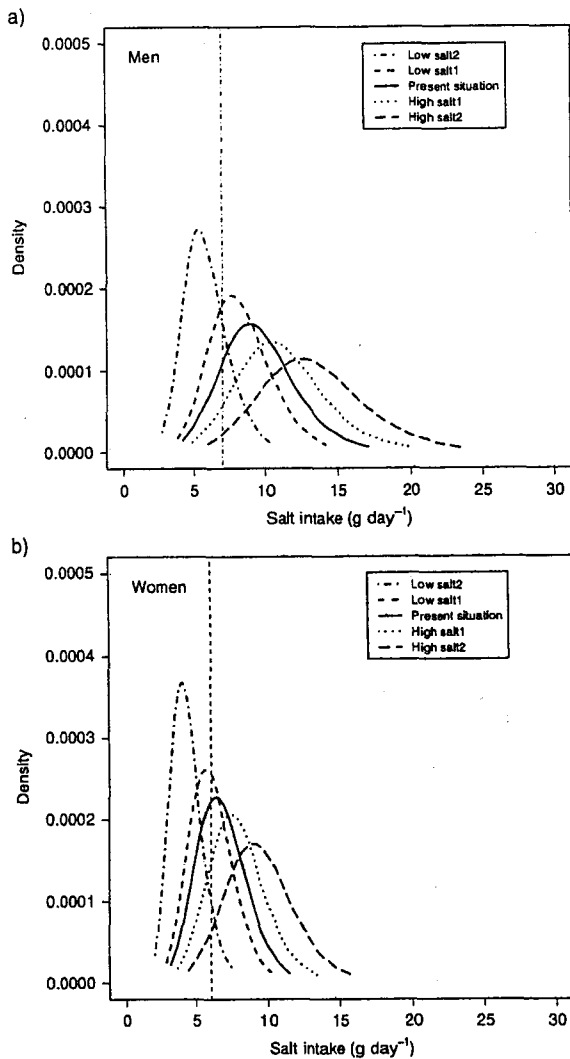 a)
0.0005
Men
Low salt2
Low salt1
Present situation
High salt1
High salt2
0.0004
0.0003
0.0002
0.0001
0.0000
Density
0 5 10 15 20 25 30
Salt intake (g day⁻¹)
b)
0.0005
Women
Low salt2
Low salt1
Present situation
High salt1
High salt2
0.0004
0.0003
0.0002
0.0001
0.0000
Density
0 5 10 15 20 25 30
Salt intake (g day⁻¹)